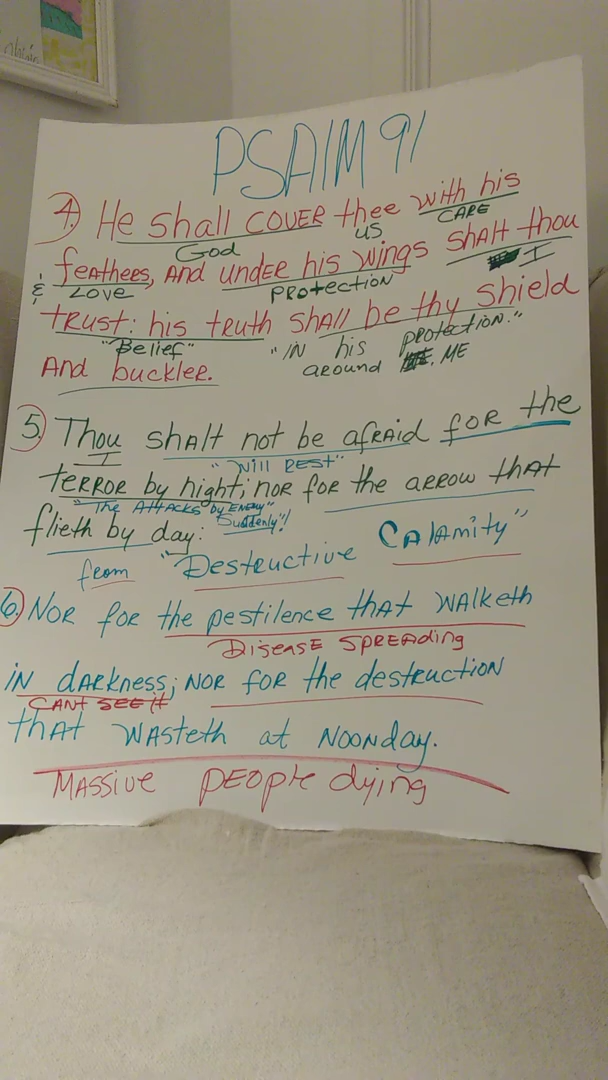 PSAlM 91
4.) He shall COVER thee with his
God us CARE
feathers, And under his wings shalt thou
& LOVE PROtection I
trust: his truth shall be thy shield
"Belief" "IN his protection."
And buckler. around ME
5. Thou shalt not be afraid for the
I "will REST"
terror by night; nor for the arrow that
"The Attacks by ENEMY" Suddenly"!
flieth by day:
from "Destructive CAlamity"
6. NOR for the pestilence that walketh
DiseASE SPREAding
iN darkness; NOR for the destruction
CANT SEE it
that wasteth at Noonday.
MASSive pEOPle dying